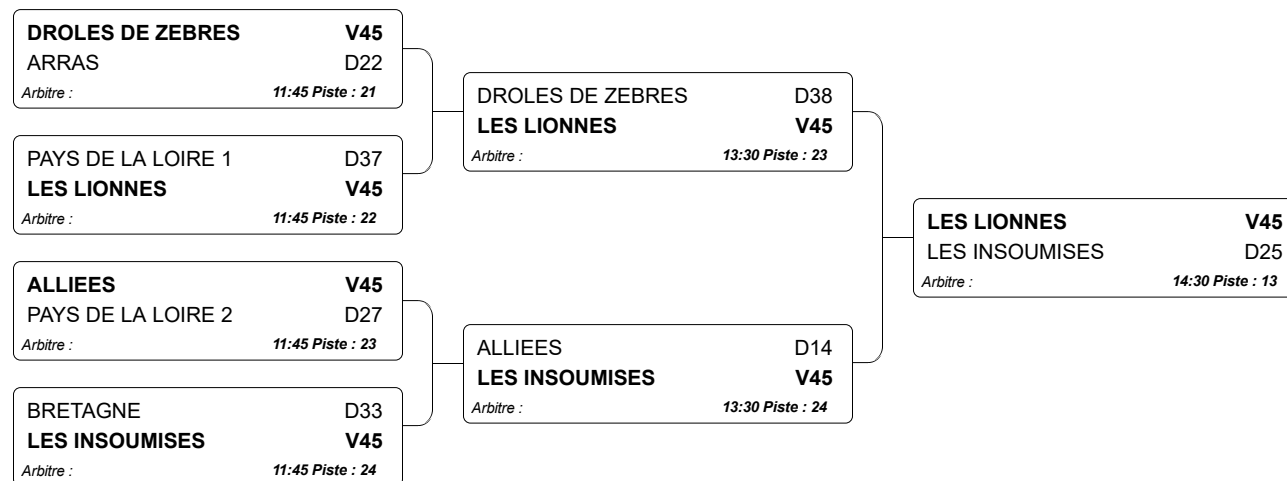 DROLES DE ZEBRES V45
ARRAS D22
Arbitre : 11:45 Piste : 21
PAYS DE LA LOIRE 1 D37
LES LIONNES V45
Arbitre : 11:45 Piste : 22
ALLIEES V45
PAYS DE LA LOIRE 2 D27
Arbitre : 11:45 Piste : 23
BRETAGNE D33
LES INSOUMISES V45
Arbitre : 11:45 Piste : 24
DROLES DE ZEBRES D38
LES LIONNES V45
Arbitre : 13:30 Piste : 23
ALLIEES D14
LES INSOUMISES V45
Arbitre : 13:30 Piste : 24
LES LIONNES V45
LES INSOUMISES D25
Arbitre : 14:30 Piste : 13